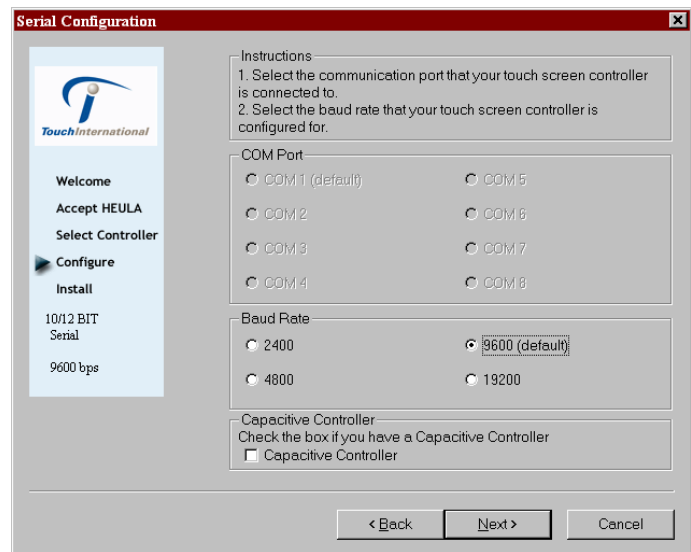 Serial Configuration
TouchInternational
Welcome
Accept HEULA
Select Controller
Configure
Install
10/12 BIT
Serial
9600 bps
Instructions
1. Select the communication port that your touch screen controller
is connected to.
2. Select the baud rate that your touch screen controller is
configured for.
COM Port
COM 1 (default)
COM 5
COM 2
COM 6
COM 3
COM 7
COM 4
COM 8
Baud Rate
2400
9600 (default)
4800
19200
Capacitive Controller
Check the box if you have a Capacitive Controller
Capacitive Controller
< Back
Next >
Cancel